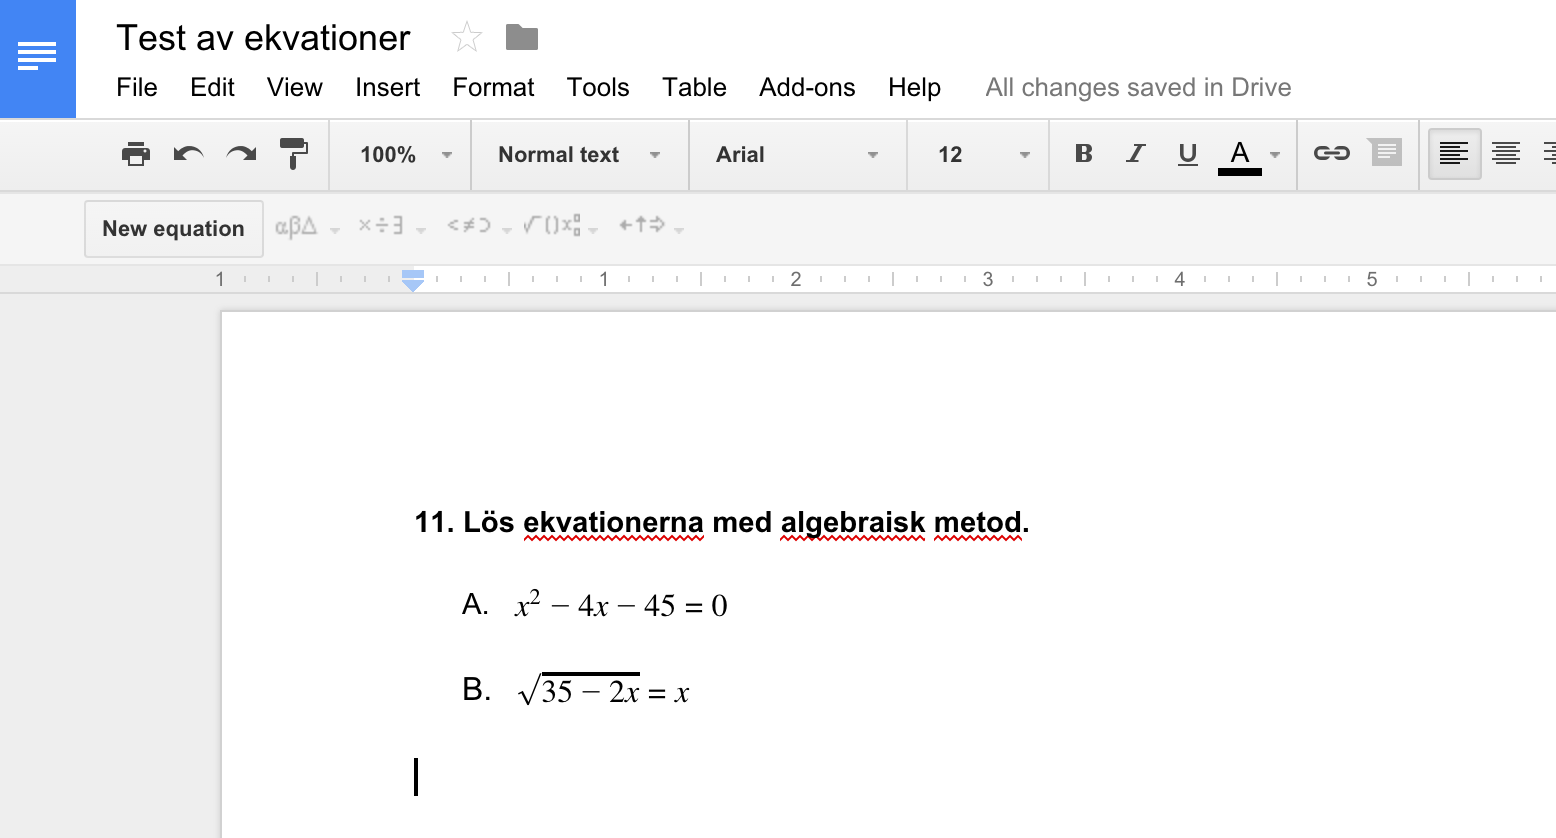 Test av ekvationer
File Edit View Insert Format Tools Table Add-ons Help All changes saved in Drive
100% Normal text Arial 12 B I U A
New equation αβΔ ×÷∃ <≠⊃ √()x ←↑⇒
1 1 2 3 4 5
11. Lös ekvationerna med algebraisk metod.
A. x² − 4x − 45 = 0
B. √(35 − 2x) = x